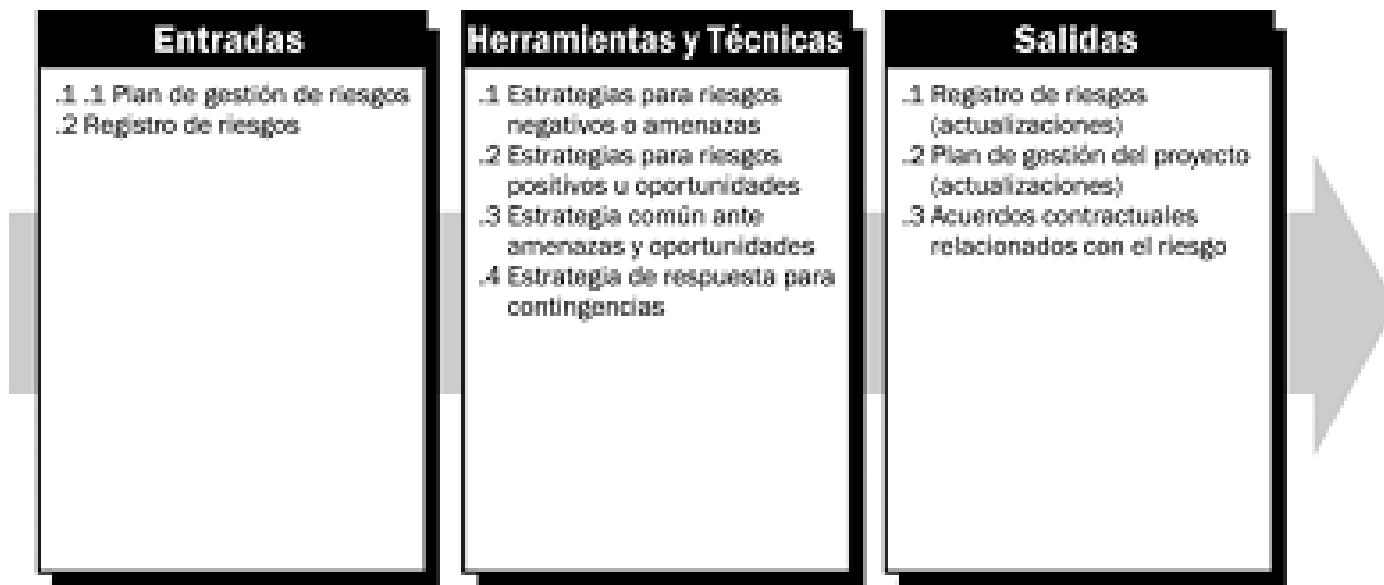 Entradas
.1 .1 Plan de gestión de riesgos
.2 Registro de riesgos
Herramientas y Técnicas
.1 Estrategias para riesgos
negativos o amenazas
.2 Estrategias para riesgos
positivos u oportunidades
.3 Estrategia común ante
amenazas y oportunidades
.4 Estrategia de respuesta para
contingencias
Salidas
.1 Registro de riesgos
(actualizaciones)
.2 Plan de gestión del proyecto
(actualizaciones)
.3 Acuerdos contractuales
relacionados con el riesgo